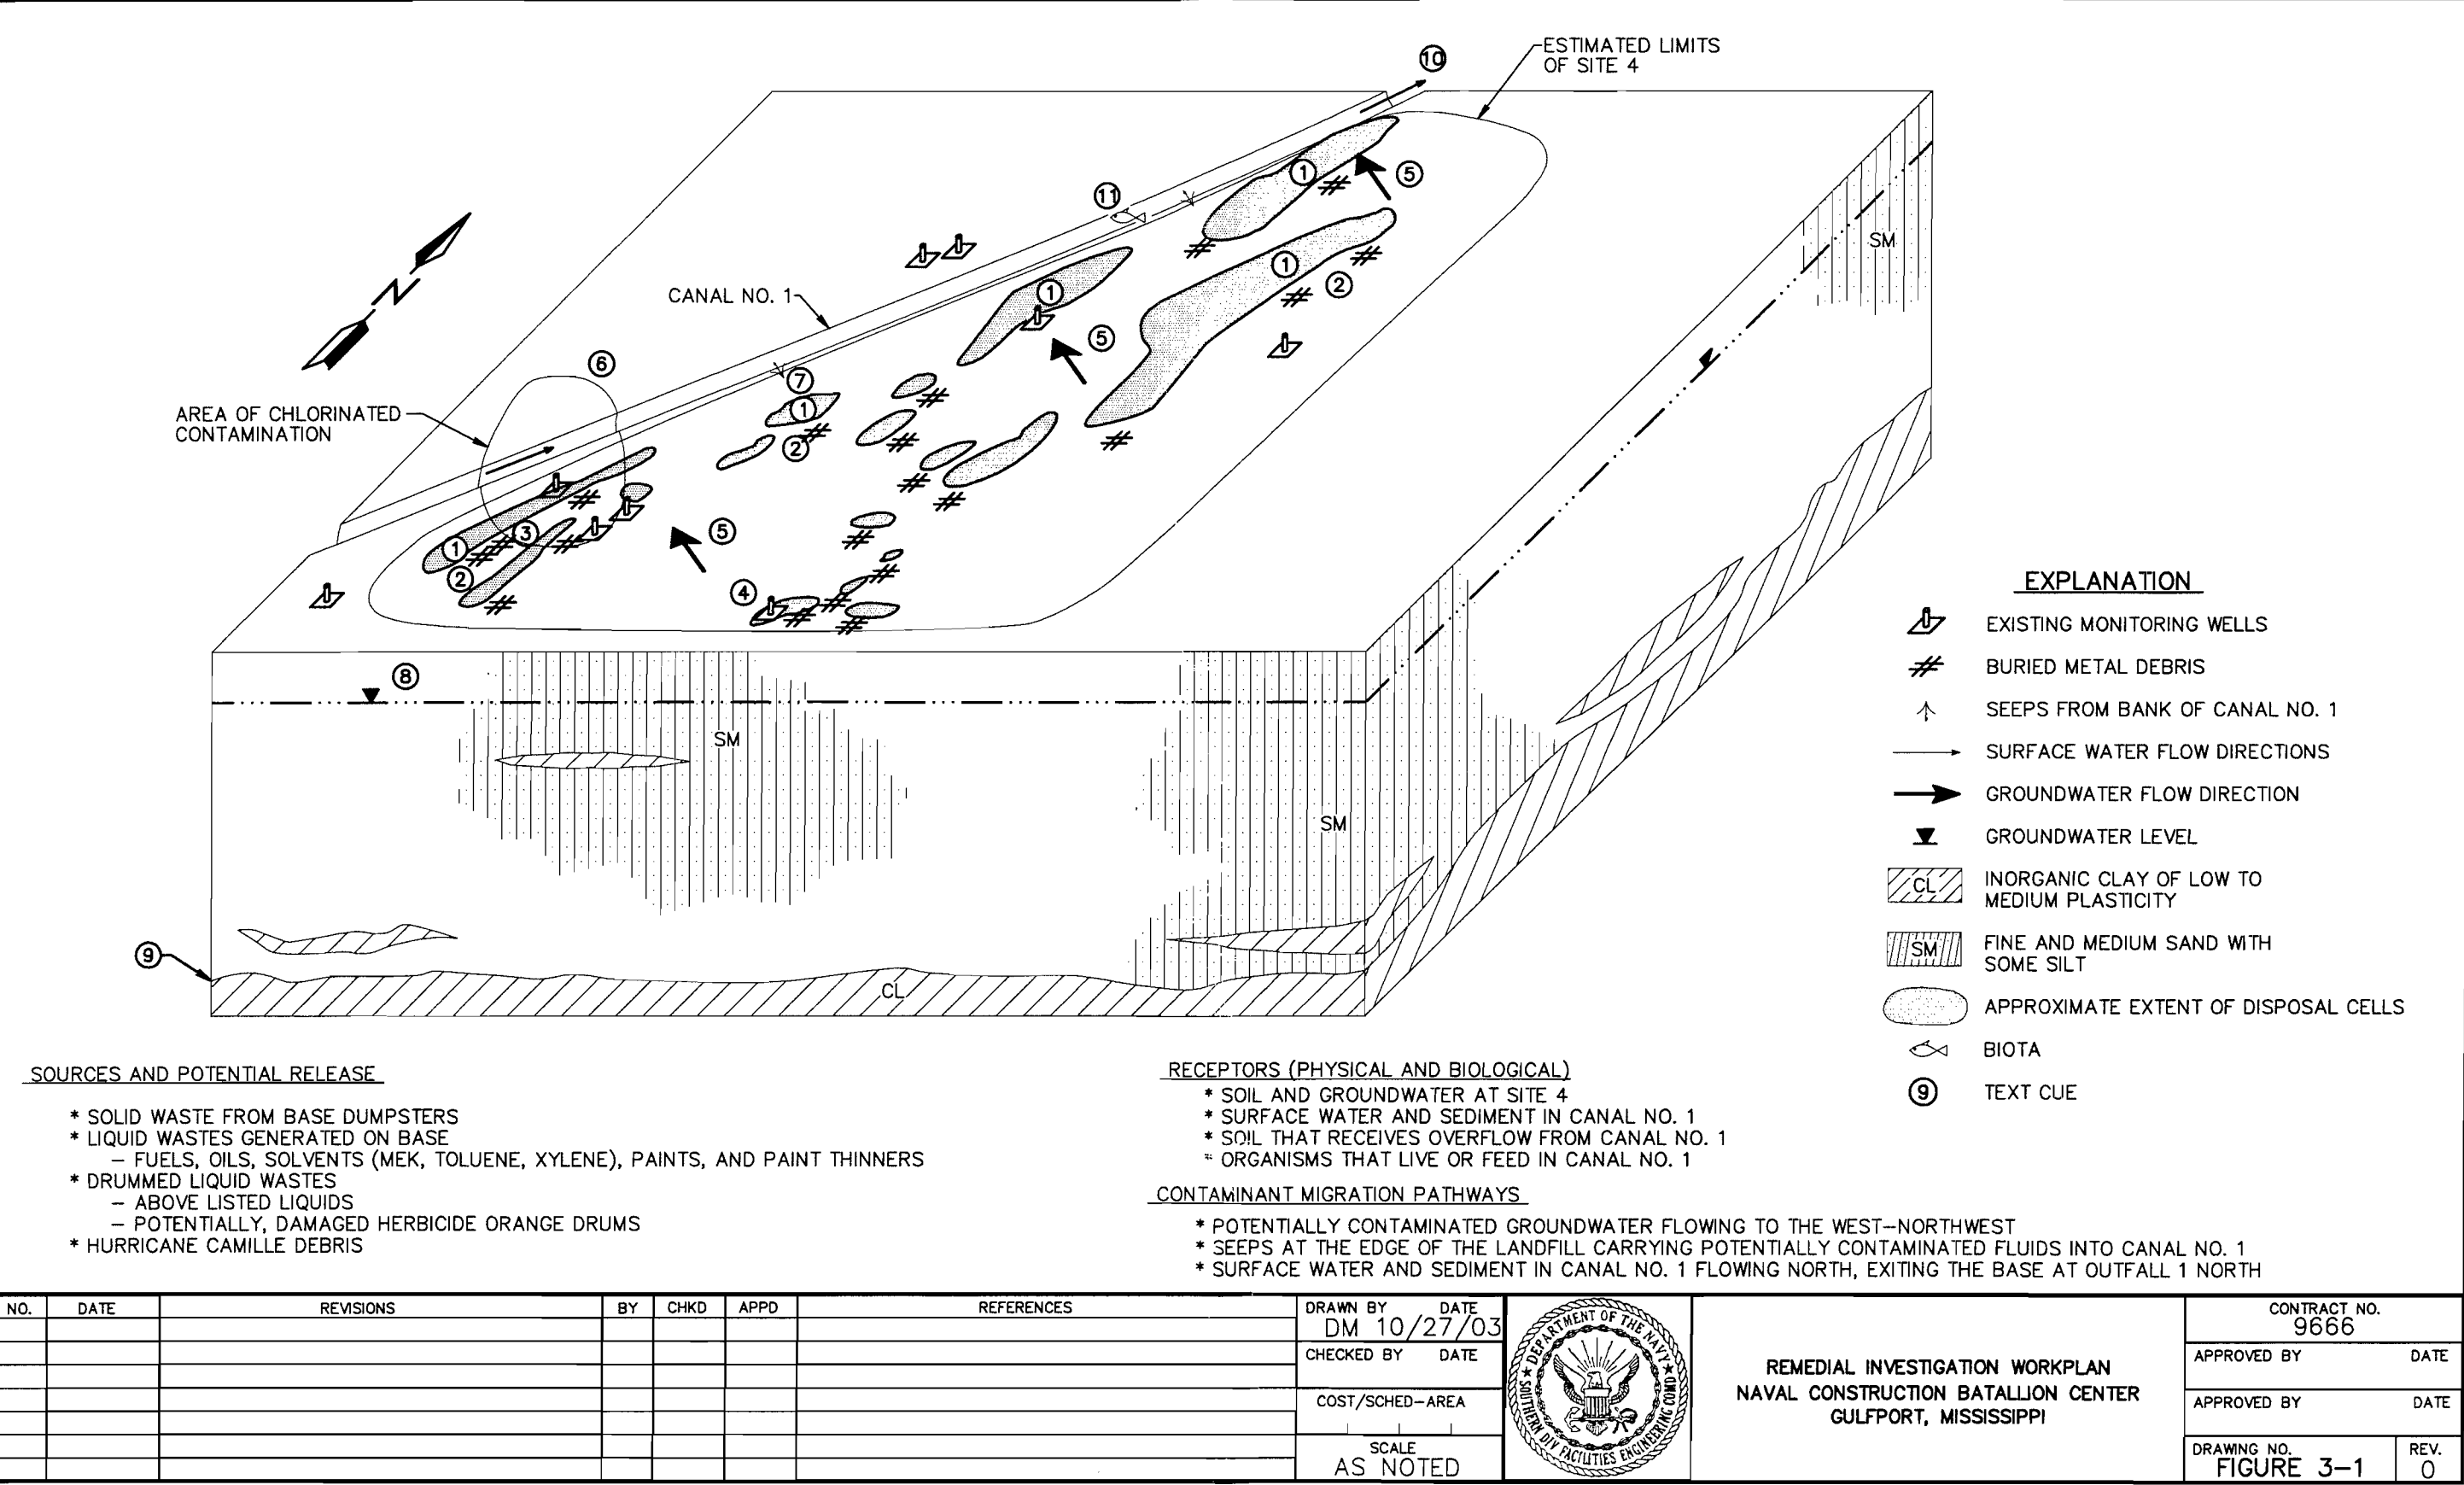 10
ESTIMATED LIMITS
OF SITE 4
1
5
SM
11
1
2
CANAL NO. 1
1
5
6
7
1
2
AREA OF CHLORINATED
CONTAMINATION
N
3
1
2
5
4
8
SM
SM
9
CL
EXPLANATION
EXISTING MONITORING WELLS
BURIED METAL DEBRIS
SEEPS FROM BANK OF CANAL NO. 1
SURFACE WATER FLOW DIRECTIONS
GROUNDWATER FLOW DIRECTION
GROUNDWATER LEVEL
CL
INORGANIC CLAY OF LOW TO
MEDIUM PLASTICITY
SM
FINE AND MEDIUM SAND WITH
SOME SILT
APPROXIMATE EXTENT OF DISPOSAL CELLS
BIOTA
9 TEXT CUE
SOURCES AND POTENTIAL RELEASE
* SOLID WASTE FROM BASE DUMPSTERS
* LIQUID WASTES GENERATED ON BASE
– FUELS, OILS, SOLVENTS (MEK, TOLUENE, XYLENE), PAINTS, AND PAINT THINNERS
* DRUMMED LIQUID WASTES
– ABOVE LISTED LIQUIDS
– POTENTIALLY, DAMAGED HERBICIDE ORANGE DRUMS
* HURRICANE CAMILLE DEBRIS
RECEPTORS (PHYSICAL AND BIOLOGICAL)
* SOIL AND GROUNDWATER AT SITE 4
* SURFACE WATER AND SEDIMENT IN CANAL NO. 1
* SOIL THAT RECEIVES OVERFLOW FROM CANAL NO. 1
* ORGANISMS THAT LIVE OR FEED IN CANAL NO. 1
CONTAMINANT MIGRATION PATHWAYS
* POTENTIALLY CONTAMINATED GROUNDWATER FLOWING TO THE WEST–NORTHWEST
* SEEPS AT THE EDGE OF THE LANDFILL CARRYING POTENTIALLY CONTAMINATED FLUIDS INTO CANAL NO. 1
* SURFACE WATER AND SEDIMENT IN CANAL NO. 1 FLOWING NORTH, EXITING THE BASE AT OUTFALL 1 NORTH
NO. DATE REVISIONS BY CHKD APPD REFERENCES
DRAWN BY DATE
DM 10/27/03
CHECKED BY DATE
COST/SCHED–AREA
SCALE
AS NOTED
DEPARTMENT OF THE NAVY
SOUTHERN DIV FACILITIES ENGINEERING COMD
REMEDIAL INVESTIGATION WORKPLAN
NAVAL CONSTRUCTION BATALLION CENTER
GULFPORT, MISSISSIPPI
CONTRACT NO.
9666
APPROVED BY DATE
APPROVED BY DATE
DRAWING NO.
FIGURE 3–1
REV.
0